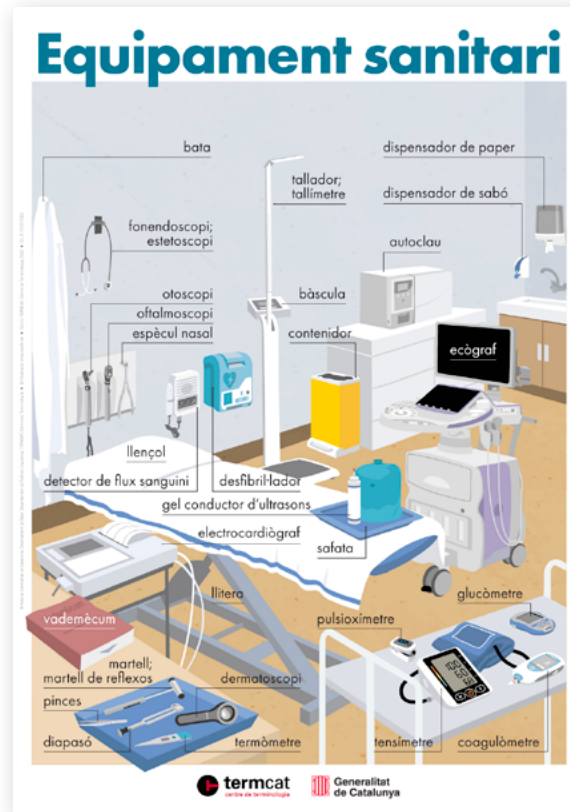 Equipament sanitari
bata
dispensador de paper
tallador;
tallímetre
dispensador de sabó
fonendoscopi;
estetoscopi
autoclau
otoscopi
bàscula
oftalmoscopi
espècul nasal
contenidor
ecògraf
llençol
detector de flux sanguini
desfibril·lador
gel conductor d'ultrasons
electrocardiògraf
safata
llitera
glucòmetre
vademècum
pulsioxímetre
martell;
martell de reflexos
dermatoscopi
pinces
diapasó
termòmetre
tensímetre
coagulòmetre
termcat
centre de terminologia
Generalitat
de Catalunya